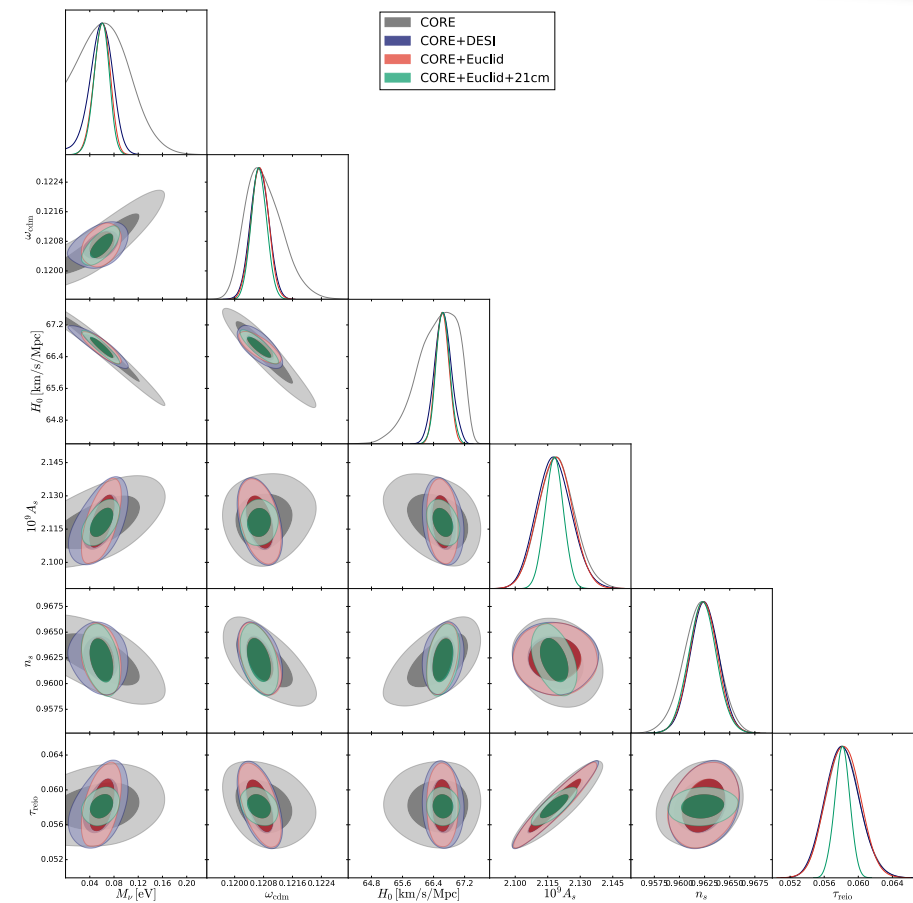 CORE
CORE+DESI
CORE+Euclid
CORE+Euclid+21cm
0.1224
0.1216
0.1208
0.1200
ω_cdm
67.2
66.4
65.6
64.8
H_0 [km/s/Mpc]
2.145
2.130
2.115
2.100
10^9 A_s
0.9675
0.9650
0.9625
0.9600
0.9575
n_s
0.064
0.060
0.056
0.052
τ_reio
0.04 0.08 0.12 0.16 0.20
0.1200 0.1208 0.1216 0.1224
64.8 65.6 66.4 67.2
2.100 2.115 2.130 2.145
0.9575 0.9600 0.9625 0.9650 0.9675
0.052 0.056 0.060 0.064
M_ν [eV] ω_cdm H_0 [km/s/Mpc] 10^9 A_s n_s τ_reio